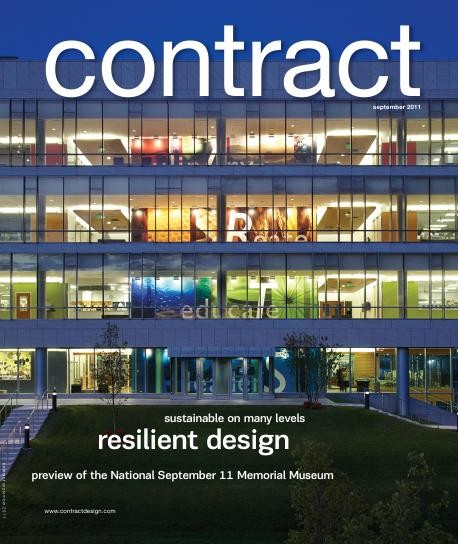 contract
september 2011
R
educate
sustainable on many levels
resilient design
preview of the National September 11 Memorial Museum
www.contractdesign.com